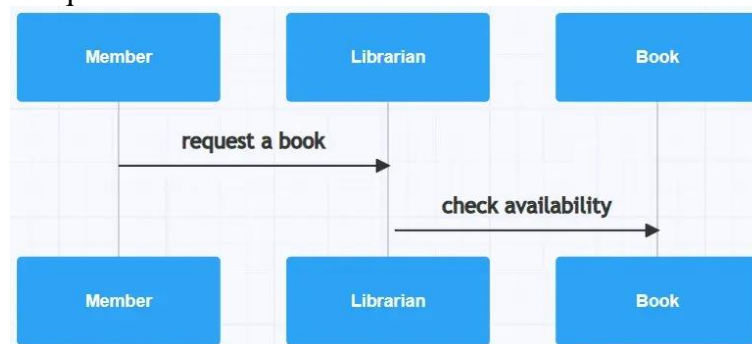 Member Librarian Book
request a book
check availability
Member Librarian Book